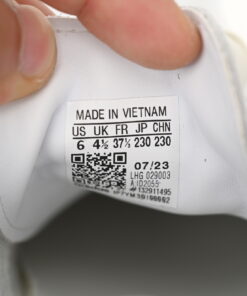 MADE IN VIETNAM
US UK FR JP CHN
6 4½ 37⅓ 230 230
07/23
LHG 029003